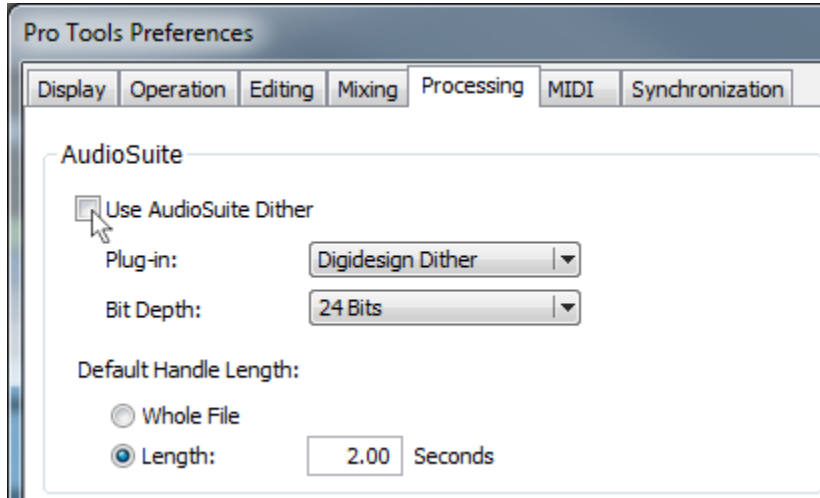 Pro Tools Preferences
Display Operation Editing Mixing Processing MIDI Synchronization
AudioSuite
Use AudioSuite Dither
Plug-in: Digidesign Dither
Bit Depth: 24 Bits
Default Handle Length:
Whole File
Length: 2.00 Seconds